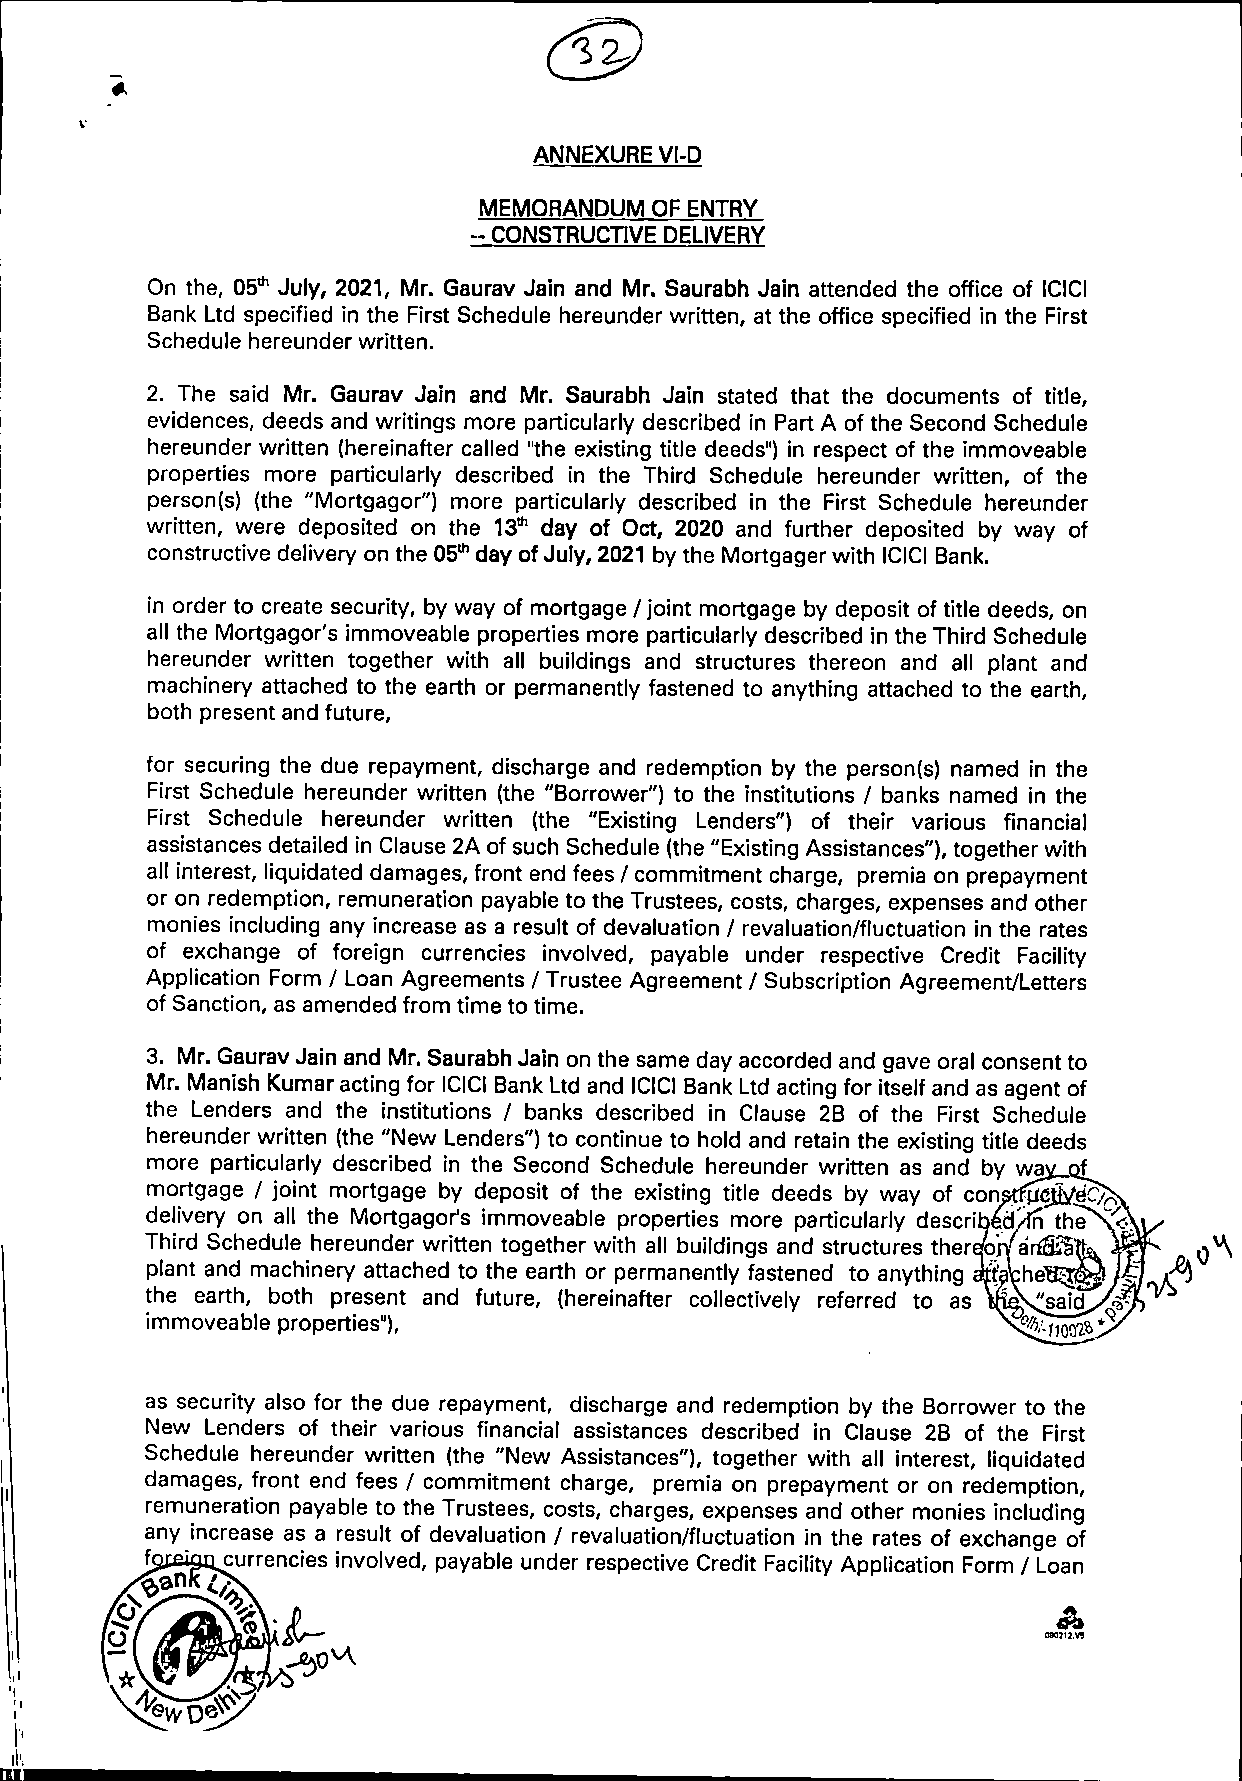 32
ANNEXURE VI-D
MEMORANDUM OF ENTRY
-- CONSTRUCTIVE DELIVERY
On the, 05th July, 2021, Mr. Gaurav Jain and Mr. Saurabh Jain attended the office of ICICI
Bank Ltd specified in the First Schedule hereunder written, at the office specified in the First
Schedule hereunder written.
2. The said Mr. Gaurav Jain and Mr. Saurabh Jain stated that the documents of title,
evidences, deeds and writings more particularly described in Part A of the Second Schedule
hereunder written (hereinafter called "the existing title deeds") in respect of the immoveable
properties more particularly described in the Third Schedule hereunder written, of the
person(s) (the "Mortgagor") more particularly described in the First Schedule hereunder
written, were deposited on the 13th day of Oct, 2020 and further deposited by way of
constructive delivery on the 05th day of July, 2021 by the Mortgager with ICICI Bank.
in order to create security, by way of mortgage / joint mortgage by deposit of title deeds, on
all the Mortgagor's immoveable properties more particularly described in the Third Schedule
hereunder written together with all buildings and structures thereon and all plant and
machinery attached to the earth or permanently fastened to anything attached to the earth,
both present and future,
for securing the due repayment, discharge and redemption by the person(s) named in the
First Schedule hereunder written (the "Borrower") to the institutions / banks named in the
First Schedule hereunder written (the "Existing Lenders") of their various financial
assistances detailed in Clause 2A of such Schedule (the "Existing Assistances"), together with
all interest, liquidated damages, front end fees / commitment charge, premia on prepayment
or on redemption, remuneration payable to the Trustees, costs, charges, expenses and other
monies including any increase as a result of devaluation / revaluation/fluctuation in the rates
of exchange of foreign currencies involved, payable under respective Credit Facility
Application Form / Loan Agreements / Trustee Agreement / Subscription Agreement/Letters
of Sanction, as amended from time to time.
3. Mr. Gaurav Jain and Mr. Saurabh Jain on the same day accorded and gave oral consent to
Mr. Manish Kumar acting for ICICI Bank Ltd and ICICI Bank Ltd acting for itself and as agent of
the Lenders and the institutions / banks described in Clause 2B of the First Schedule
hereunder written (the "New Lenders") to continue to hold and retain the existing title deeds
more particularly described in the Second Schedule hereunder written as and by way of
mortgage / joint mortgage by deposit of the existing title deeds by way of constructive
delivery on all the Mortgagor's immoveable properties more particularly described in the
Third Schedule hereunder written together with all buildings and structures thereon and all
plant and machinery attached to the earth or permanently fastened to anything attached to
the earth, both present and future, (hereinafter collectively referred to as the "said
immoveable properties"),
Delhi-110028
325904
as security also for the due repayment, discharge and redemption by the Borrower to the
New Lenders of their various financial assistances described in Clause 2B of the First
Schedule hereunder written (the "New Assistances"), together with all interest, liquidated
damages, front end fees / commitment charge, premia on prepayment or on redemption,
remuneration payable to the Trustees, costs, charges, expenses and other monies including
any increase as a result of devaluation / revaluation/fluctuation in the rates of exchange of
foreign currencies involved, payable under respective Credit Facility Application Form / Loan
ICICI Bank Limited
New Delhi
Manish
325904
080212.V5